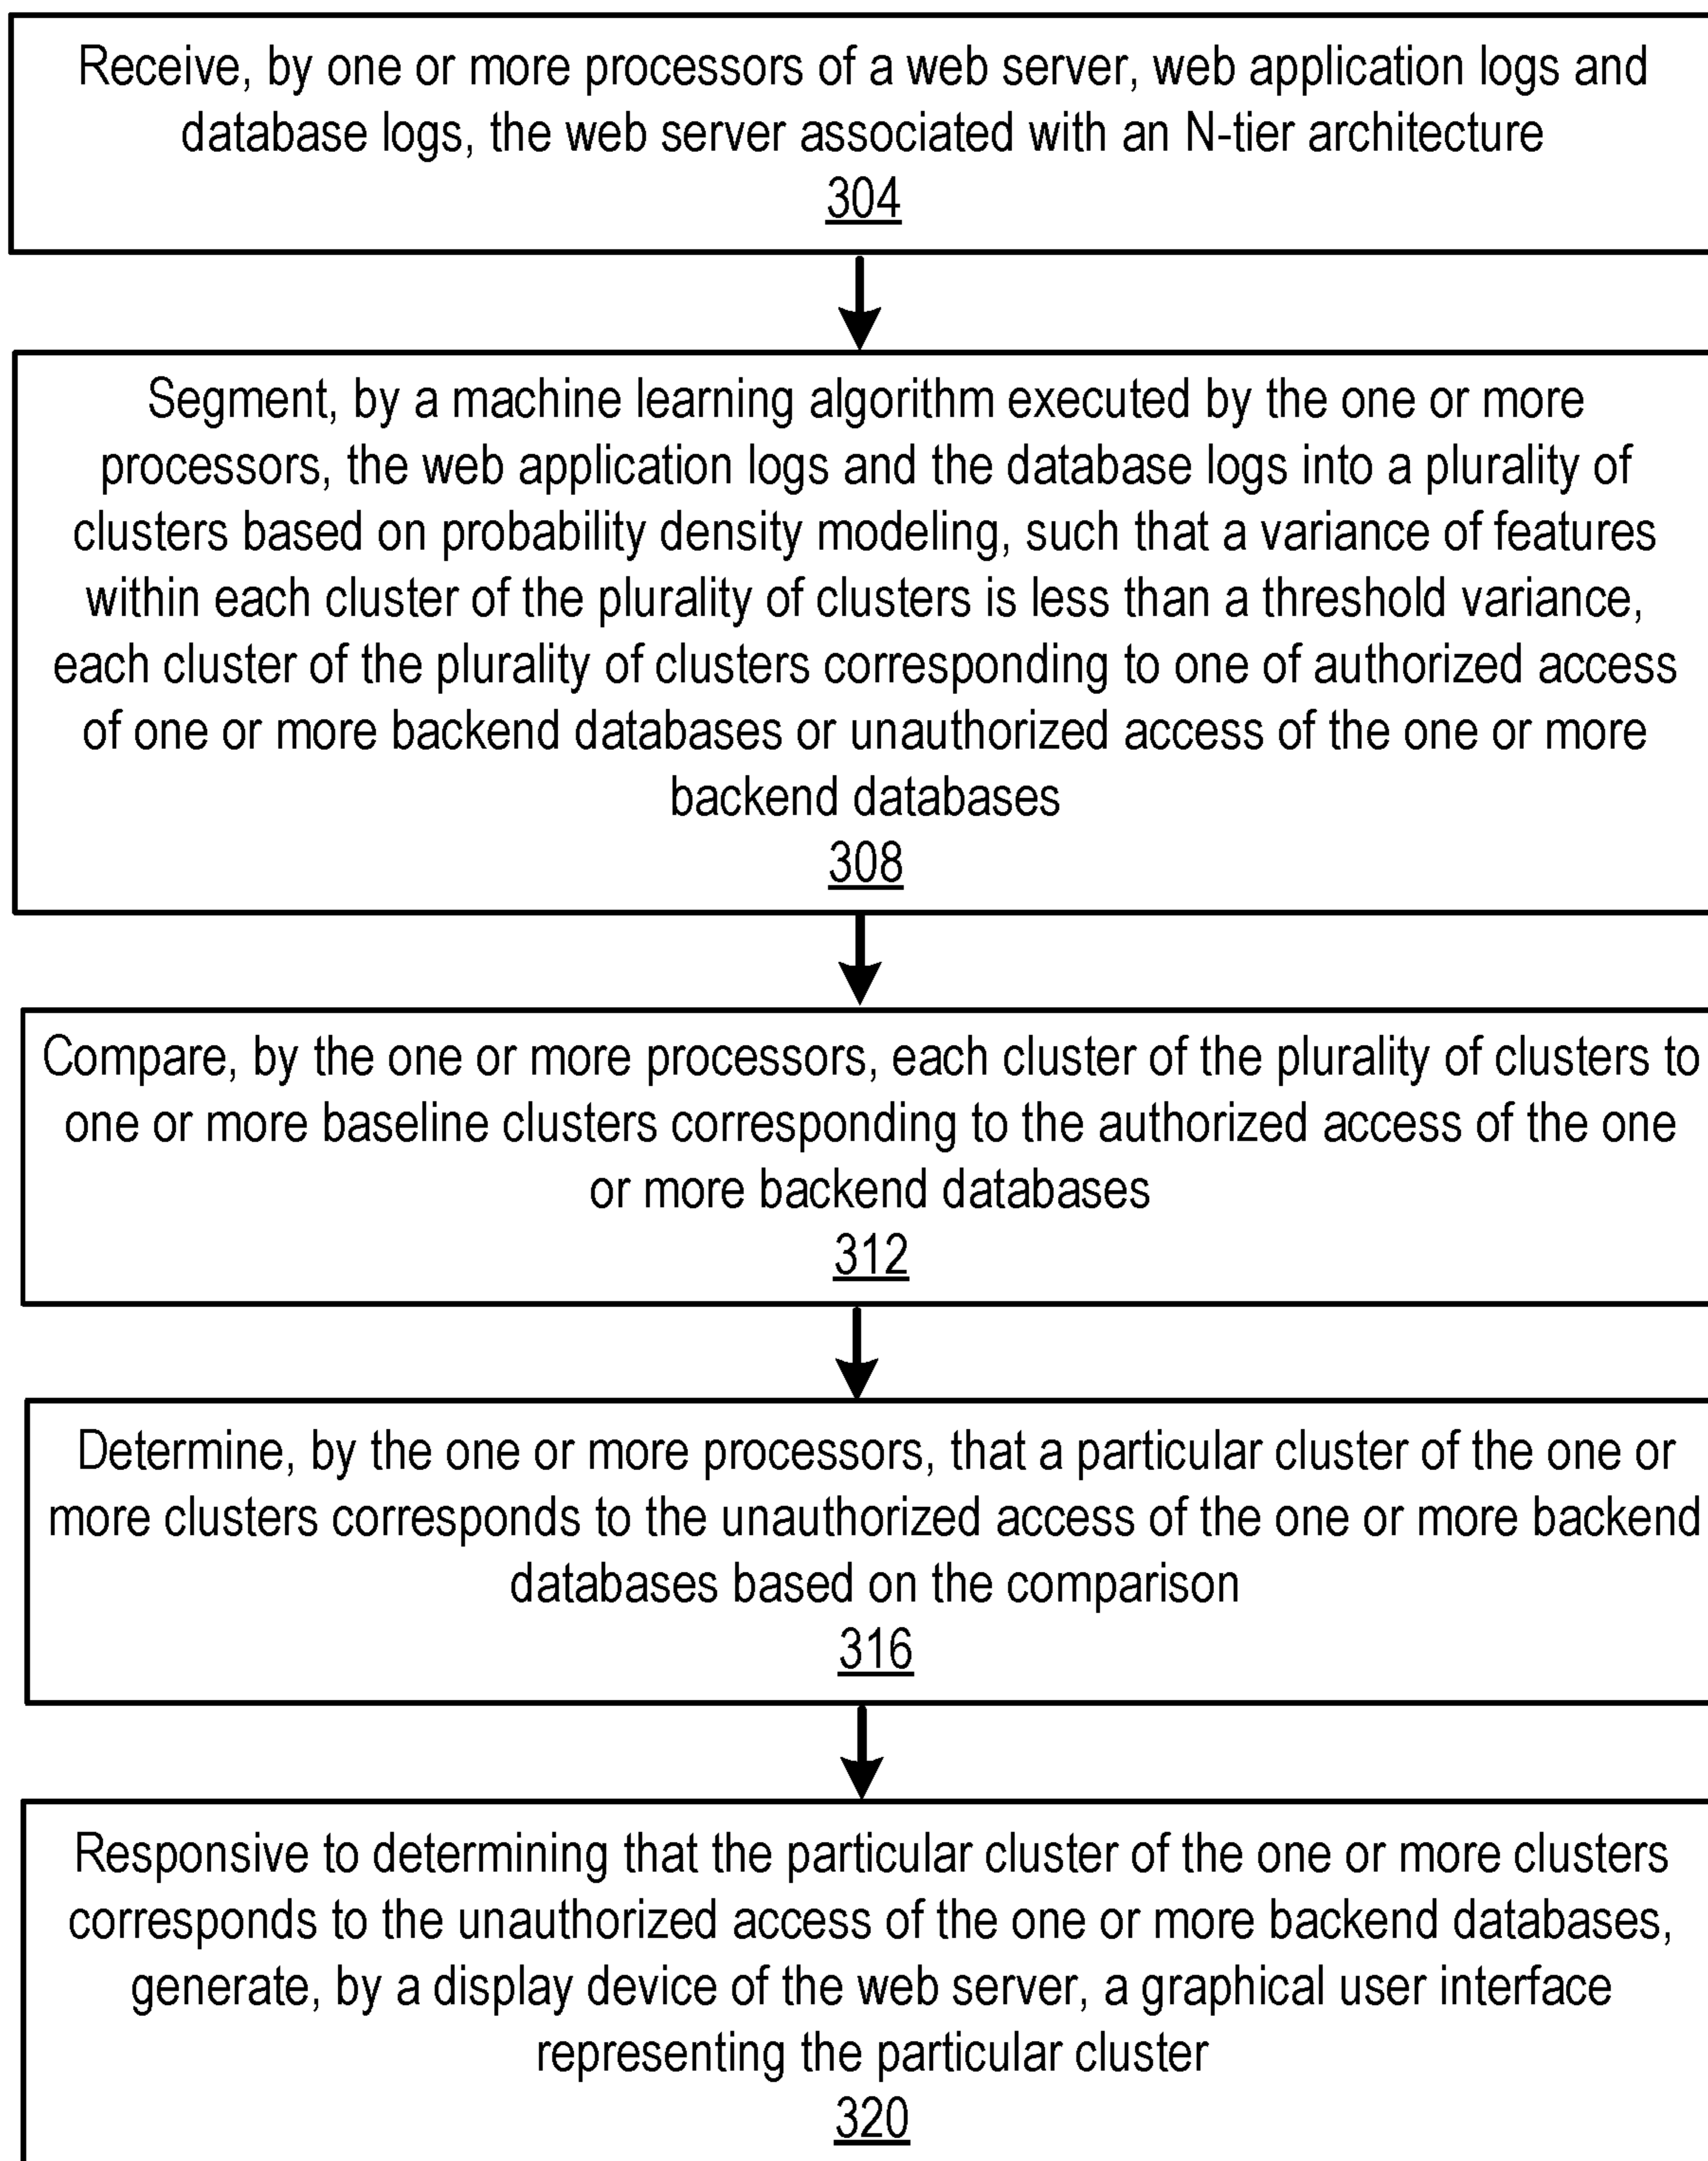 Receive, by one or more processors of a web server, web application logs and
database logs, the web server associated with an N-tier architecture
304
Segment, by a machine learning algorithm executed by the one or more
processors, the web application logs and the database logs into a plurality of
clusters based on probability density modeling, such that a variance of features
within each cluster of the plurality of clusters is less than a threshold variance,
each cluster of the plurality of clusters corresponding to one of authorized access
of one or more backend databases or unauthorized access of the one or more
backend databases
308
Compare, by the one or more processors, each cluster of the plurality of clusters to
one or more baseline clusters corresponding to the authorized access of the one
or more backend databases
312
Determine, by the one or more processors, that a particular cluster of the one or
more clusters corresponds to the unauthorized access of the one or more backend
databases based on the comparison
316
Responsive to determining that the particular cluster of the one or more clusters
corresponds to the unauthorized access of the one or more backend databases,
generate, by a display device of the web server, a graphical user interface
representing the particular cluster
320